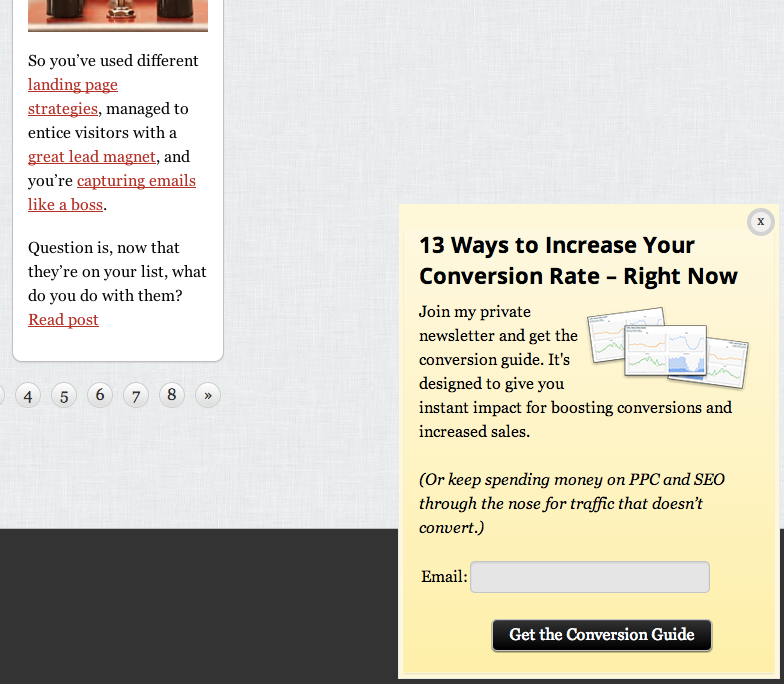 So you’ve used different
landing page
strategies, managed to
entice visitors with a
great lead magnet, and
you’re capturing emails
like a boss.
Question is, now that
they’re on your list, what
do you do with them?
Read post
4 5 6 7 8 »
x
13 Ways to Increase Your
Conversion Rate – Right Now
Join my private
newsletter and get the
conversion guide. It's
designed to give you
instant impact for boosting conversions and
increased sales.
(Or keep spending money on PPC and SEO
through the nose for traffic that doesn’t
convert.)
Email:
Get the Conversion Guide